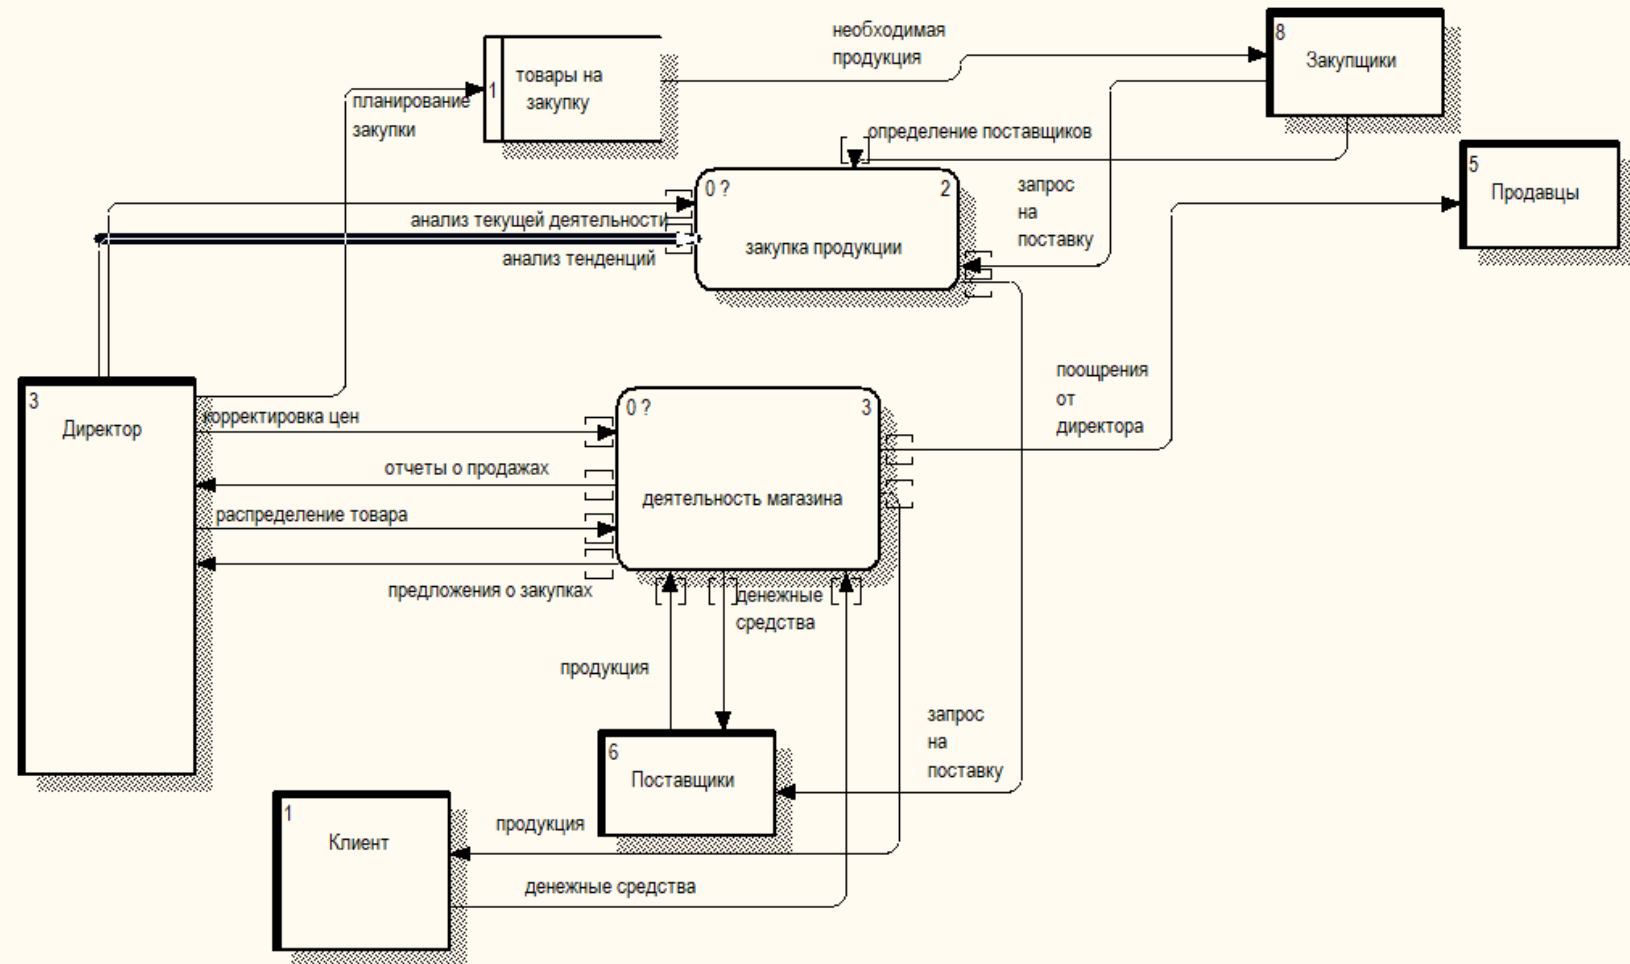 необходимая
продукция
8
Закупщики
1
товары на
закупку
планирование
закупки
определение поставщиков
5
Продавцы
0 ?
2
закупка продукции
запрос
на
поставку
анализ текущей деятельности
анализ тенденций
3
Директор
корректировка цен
отчеты о продажах
распределение товара
предложения о закупках
0 ?
3
деятельность магазина
поощрения
от
директора
денежные
средства
продукция
6
Поставщики
запрос
на
поставку
1
Клиент
продукция
денежные средства